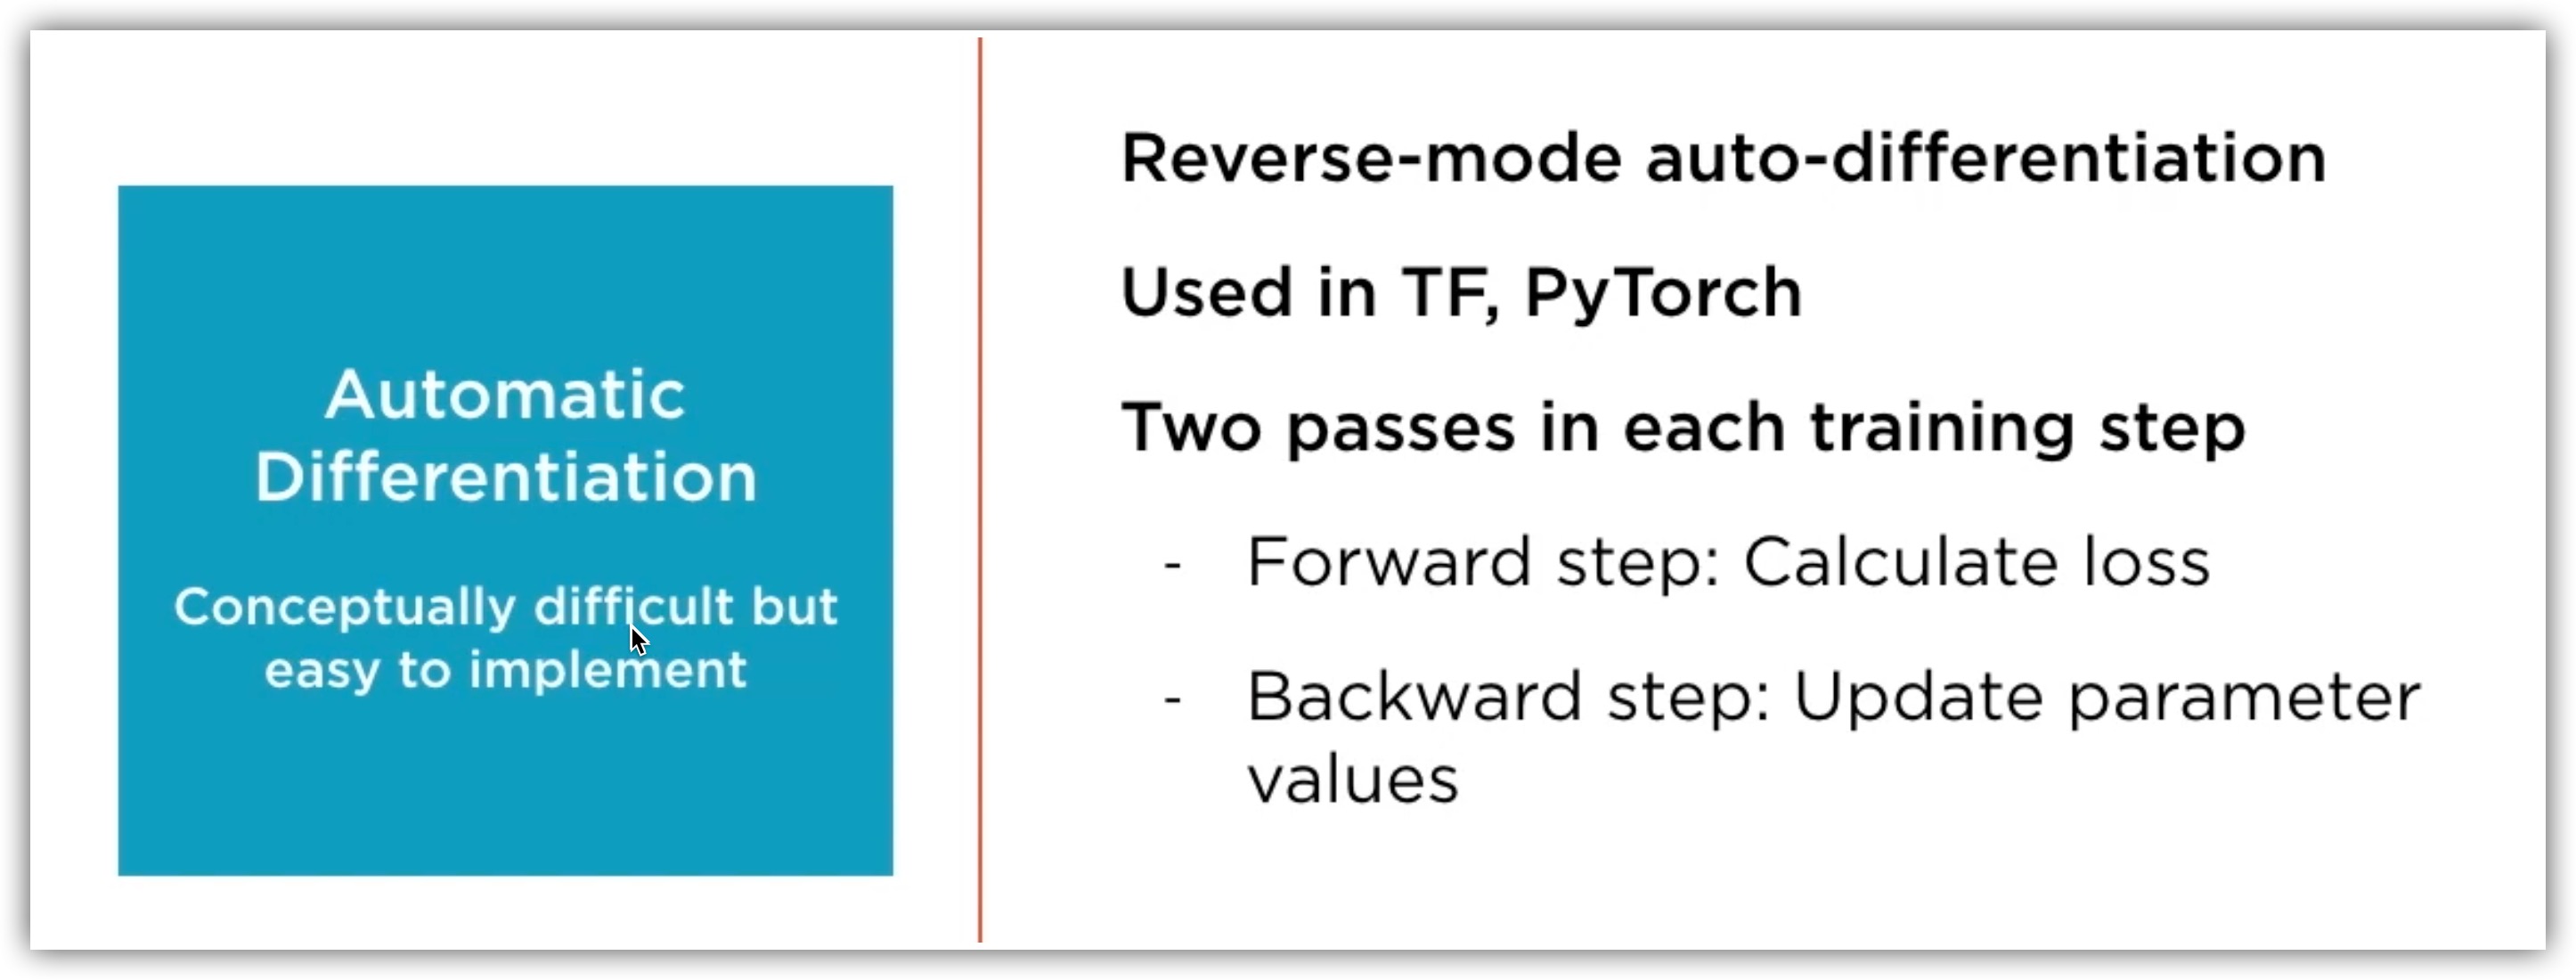 Automatic
Differentiation
Conceptually difficult but
easy to implement
Reverse-mode auto-differentiation
Used in TF, PyTorch
Two passes in each training step
- Forward step: Calculate loss
- Backward step: Update parameter
values